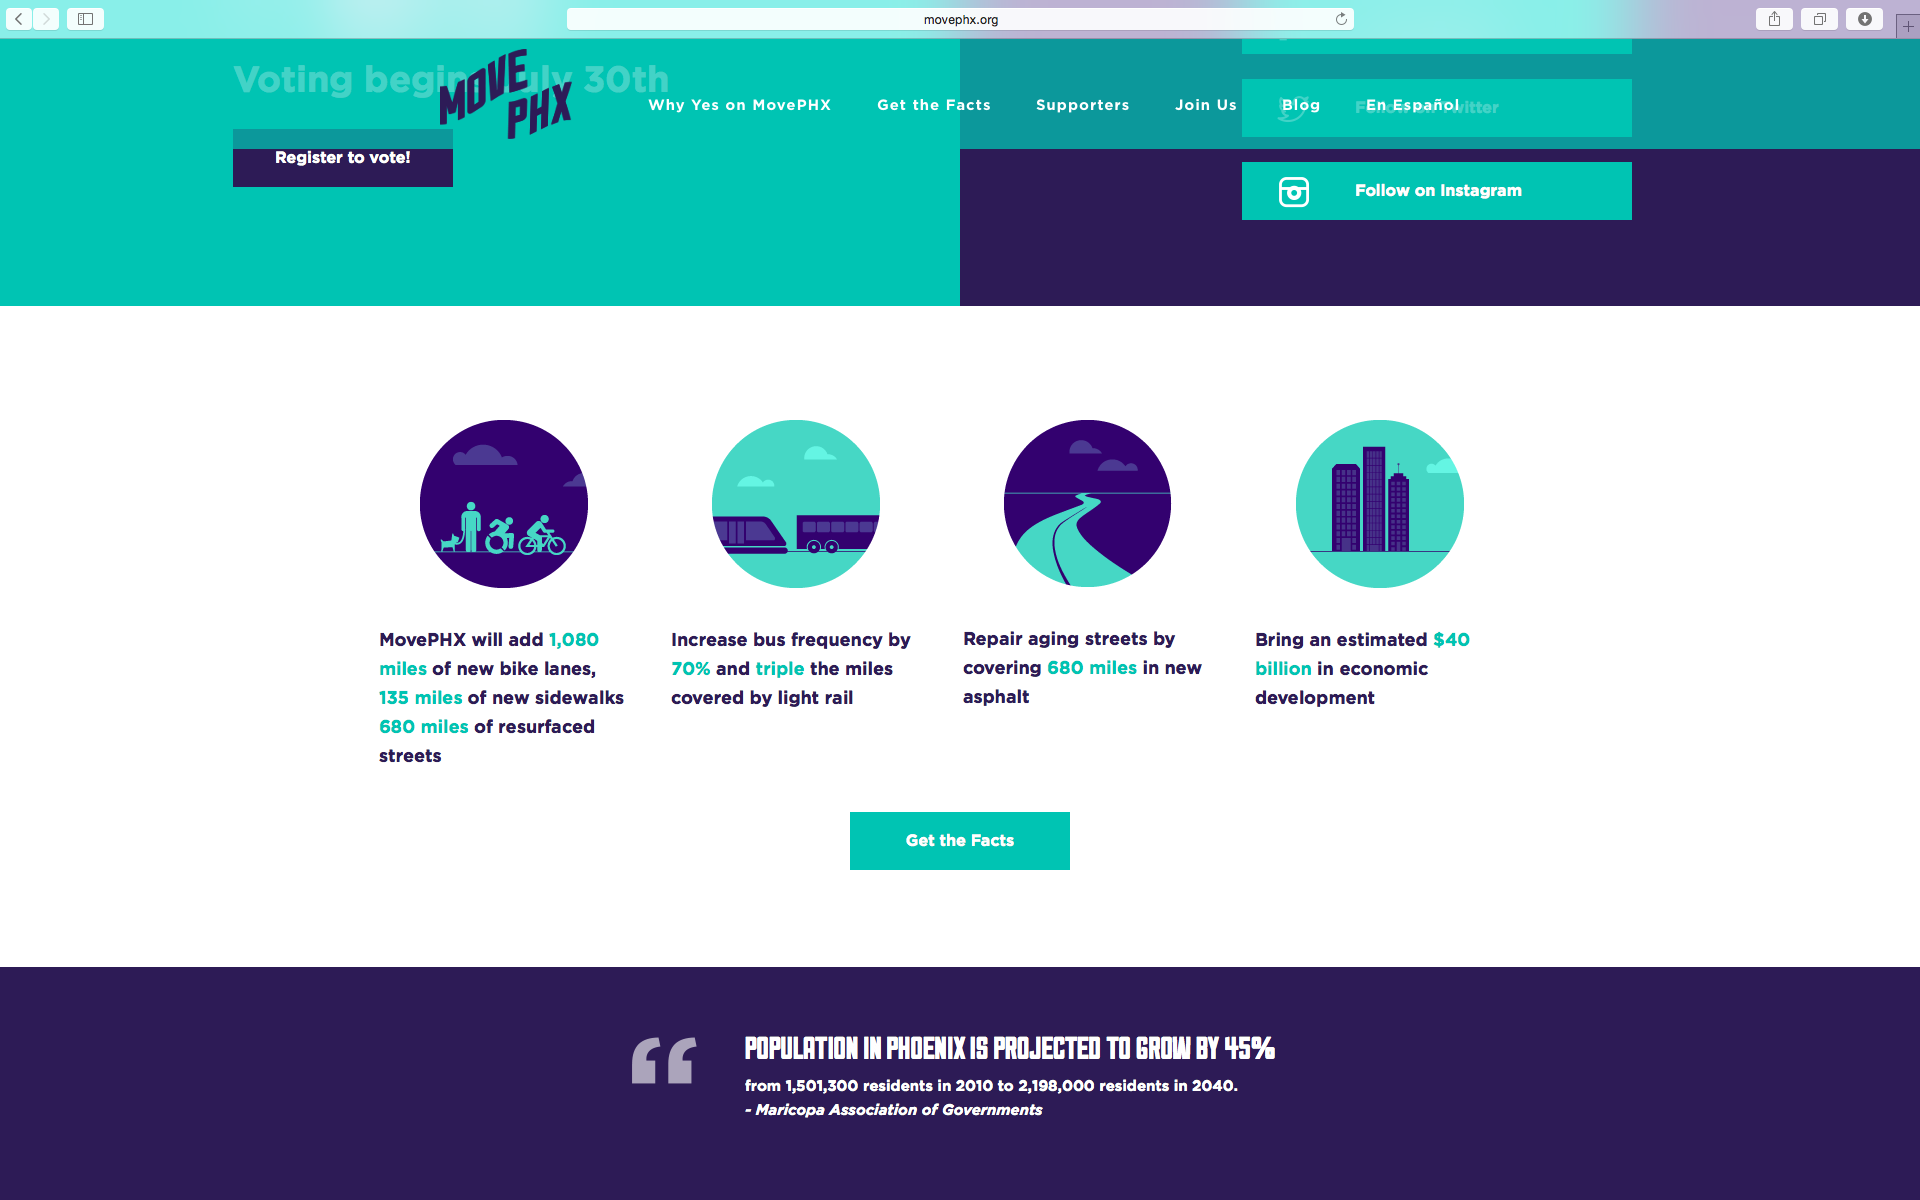 movephx.org
Voting begins July 30th
MOVE
PHX
Why Yes on MovePHX
Get the Facts
Supporters
Join Us
Blog
En Español
Follow on Twitter
Register to vote!
Follow on Instagram
MovePHX will add 1,080
miles of new bike lanes,
135 miles of new sidewalks
680 miles of resurfaced
streets
Increase bus frequency by
70% and triple the miles
covered by light rail
Repair aging streets by
covering 680 miles in new
asphalt
Bring an estimated $40
billion in economic
development
Get the Facts
“
POPULATION IN PHOENIX IS PROJECTED TO GROW BY 45%
from 1,501,300 residents in 2010 to 2,198,000 residents in 2040.
- Maricopa Association of Governments